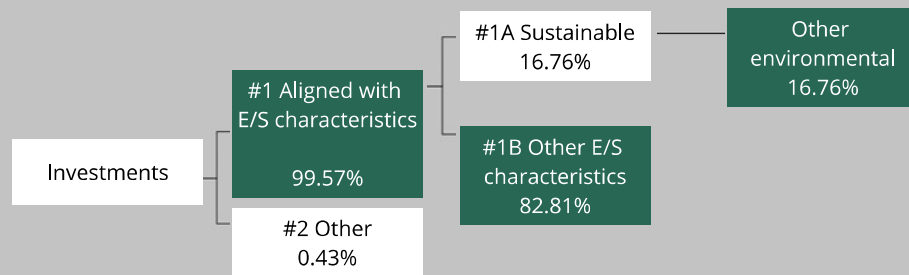 Investments
#1 Aligned with
E/S characteristics
99.57%
#2 Other
0.43%
#1A Sustainable
16.76%
#1B Other E/S
characteristics
82.81%
Other
environmental
16.76%